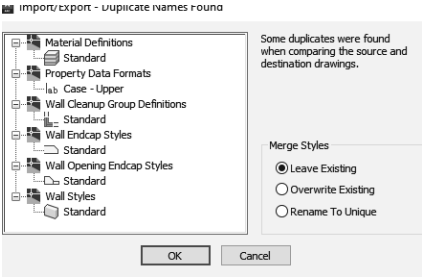 Import/Export - Duplicate Names Found
Material Definitions
Standard
Property Data Formats
Case - Upper
Wall Cleanup Group Definitions
Standard
Wall Endcap Styles
Standard
Wall Opening Endcap Styles
Standard
Wall Styles
Standard
Some duplicates were found
when comparing the source and
destination drawings.
Merge Styles
Leave Existing
Overwrite Existing
Rename To Unique
OK
Cancel